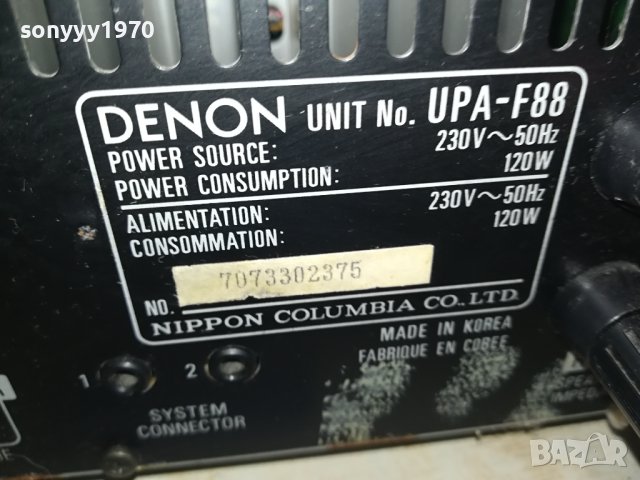 sonyyy1970
DENON UNIT No. UPA-F88
POWER SOURCE: 230V～50Hz
POWER CONSUMPTION: 120W
ALIMENTATION: 230V～50Hz
CONSOMMATION: 120W
NO. 7073302375
NIPPON COLUMBIA CO., LTD.
MADE IN KOREA
FABRIQUE EN COREE
1 2
SYSTEM
CONNECTOR
BAZAR.bg